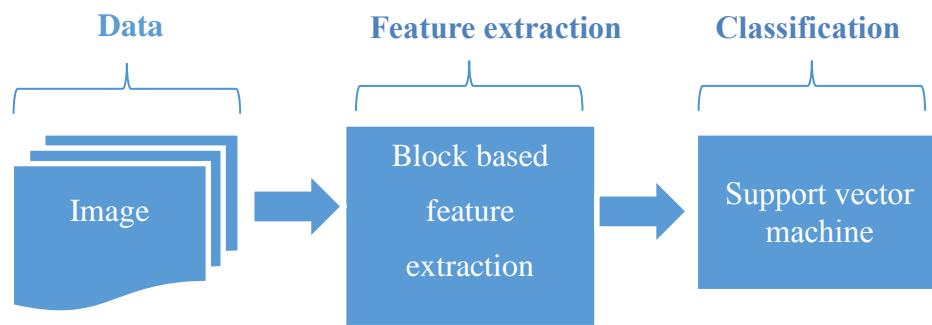 Data
Feature extraction
Classification
Image
Block based
feature
extraction
Support vector
machine